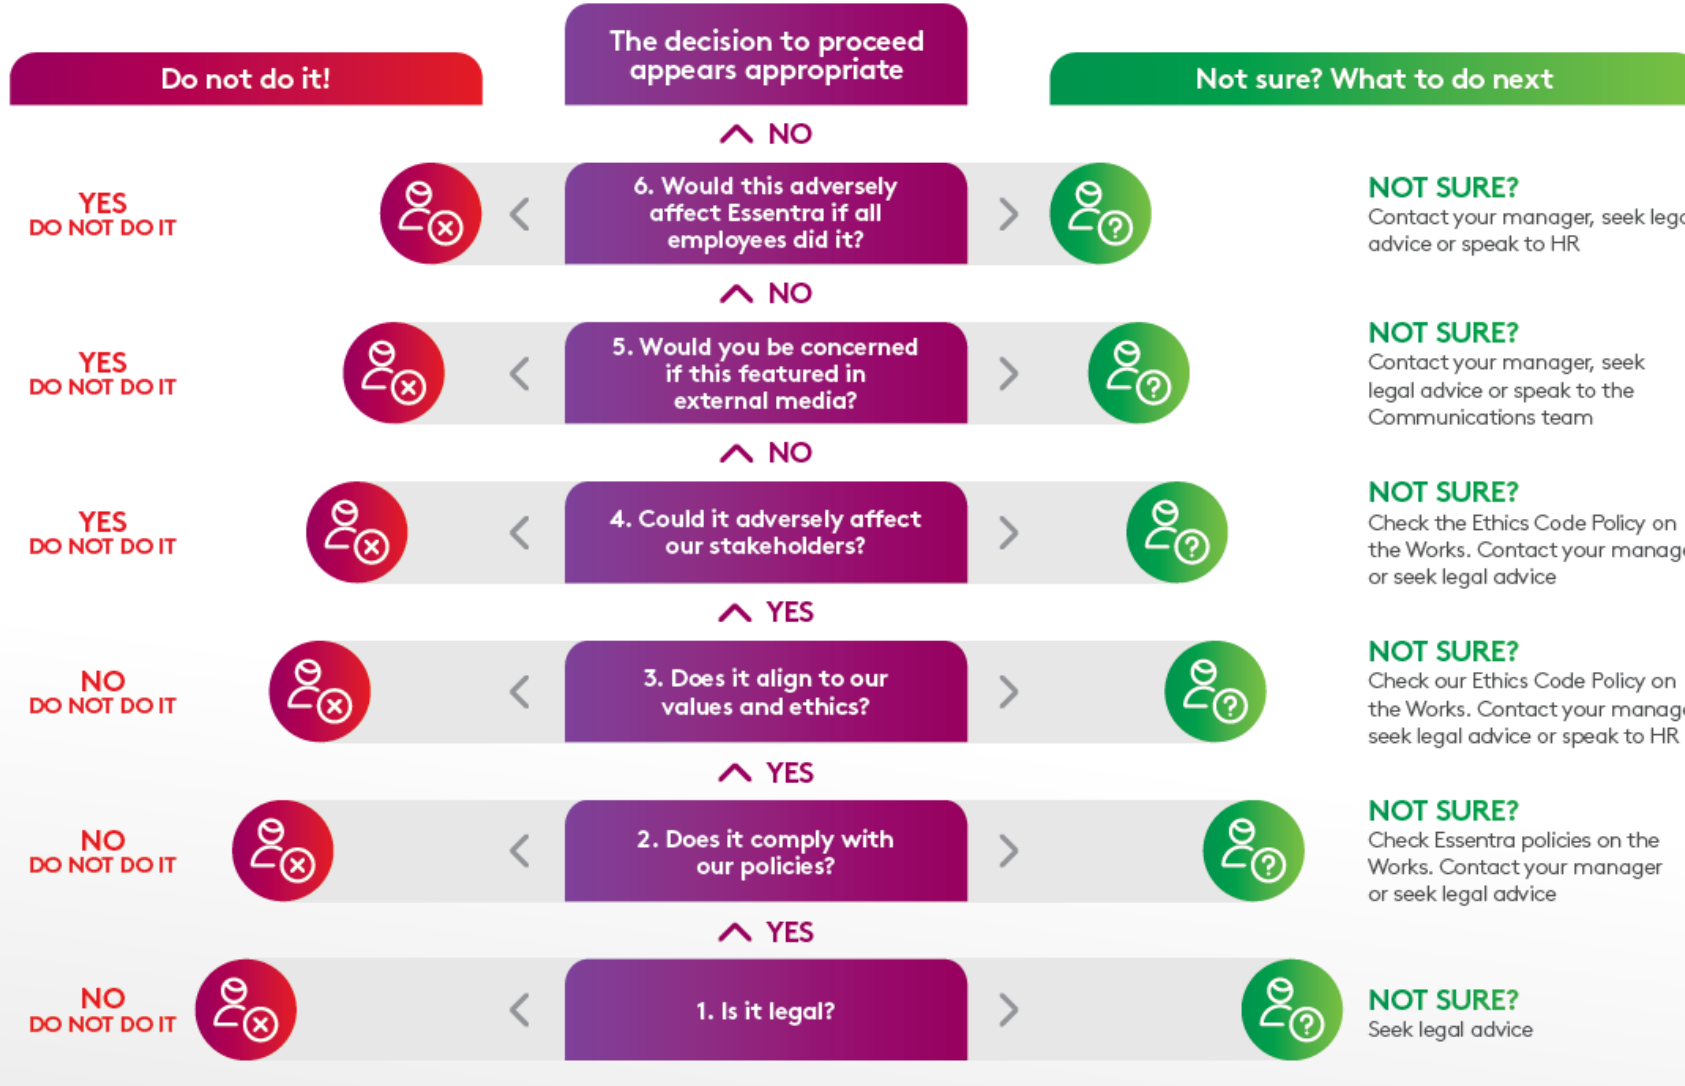 Do not do it!
The decision to proceed
appears appropriate
Not sure? What to do next
NO
YES
DO NOT DO IT
6. Would this adversely
affect Essentra if all
employees did it?
NOT SURE?
Contact your manager, seek
advice or speak to HR
NO
YES
DO NOT DO IT
5. Would you be concerned
if this featured in
external media?
NOT SURE?
Contact your manager, seek
legal advice or speak to the
Communications team
NO
YES
DO NOT DO IT
4. Could it adversely affect
our stakeholders?
NOT SURE?
Check the Ethics Code Policy on
the Works. Contact your
or seek legal advice
YES
NO
DO NOT DO IT
3. Does it align to our
values and ethics?
NOT SURE?
Check our Ethics Code Policy on
the Works. Contact your
seek legal advice or speak to HR
YES
NO
DO NOT DO IT
2. Does it comply with
our policies?
NOT SURE?
Check Essentra policies on the
Works. Contact your manager
or seek legal advice
YES
NO
DO NOT DO IT
1. Is it legal?
NOT SURE?
Seek legal advice